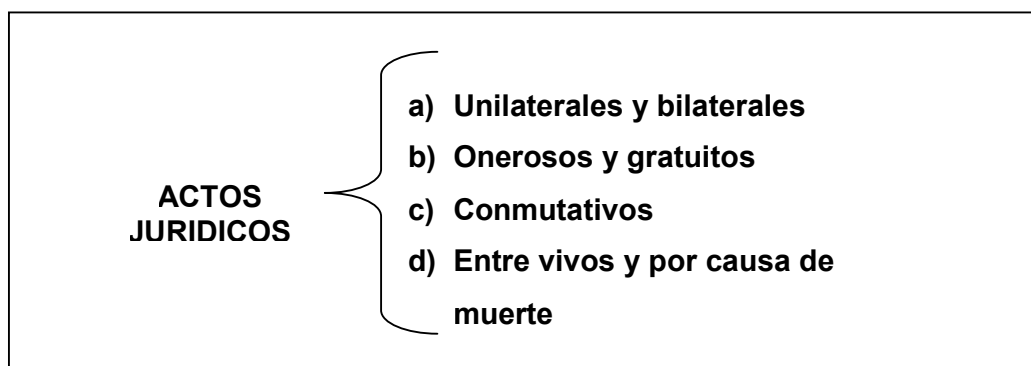 ACTOS
JURIDICOS
a) Unilaterales y bilaterales
b) Onerosos y gratuitos
c) Conmutativos
d) Entre vivos y por causa de
muerte